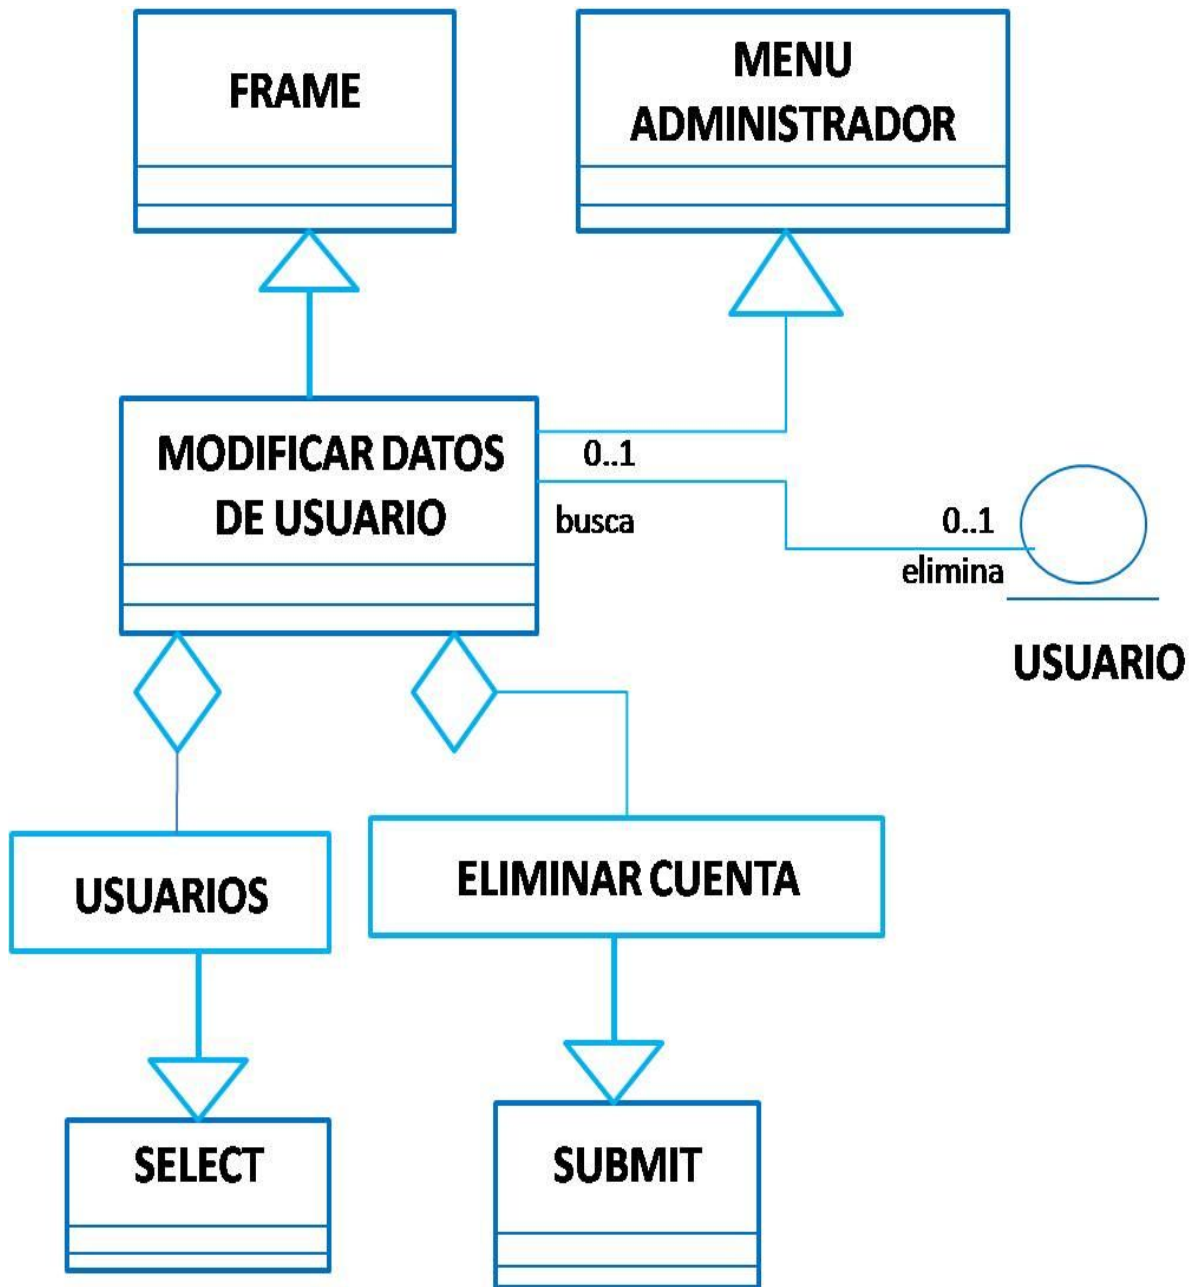 FRAME
MENU
ADMINISTRADOR
MODIFICAR DATOS
DE USUARIO
0..1
busca
0..1
elimina
USUARIO
USUARIOS
ELIMINAR CUENTA
SELECT
SUBMIT